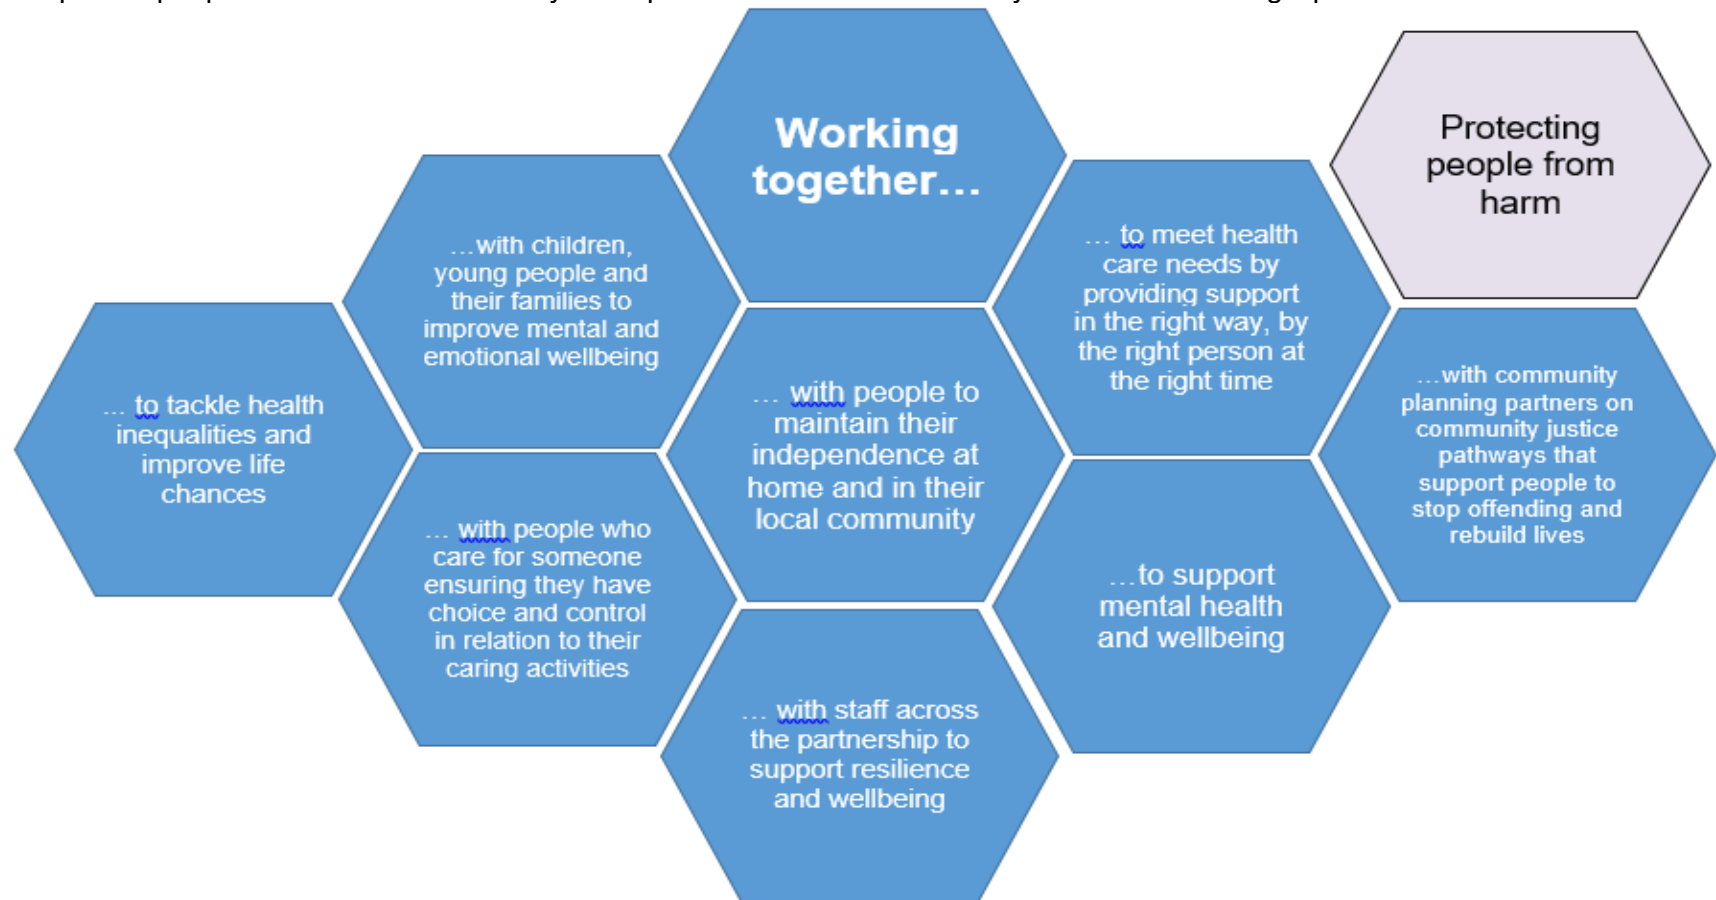 Working
together…
Protecting
people from
harm
…with children,
young people and
their families to
improve mental and
emotional wellbeing
… to meet health
care needs by
providing support
in the right way, by
the right person at
the right time
... to tackle health
inequalities and
improve life
chances
… with people to
maintain their
independence at
home and in their
local community
…with community
planning partners on
community justice
pathways that
support people to
stop offending and
rebuild lives
… with people who
care for someone
ensuring they have
choice and control
in relation to their
caring activities
…to support
mental health
and wellbeing
… with staff across
the partnership to
support resilience
and wellbeing